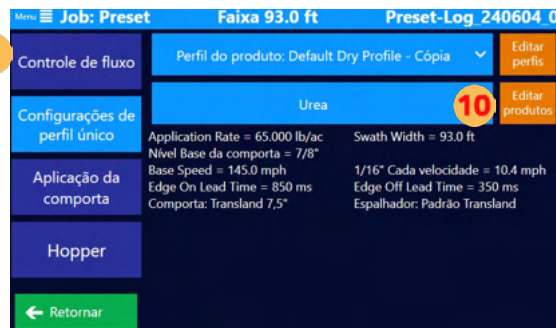 Menu Job: Preset Faixa 93.0 ft Preset-Log_240604_0
Controle de fluxo
Perfil do produto: Default Dry Profile - Cópia
Editar
perfis
Configurações de
perfil único
Urea
10
Editar
produtos
Application Rate = 65.000 lb/ac Swath Width = 93.0 ft
Nível Base da comporta = 7/8"
Base Speed = 145.0 mph 1/16" Cada velocidade = 10.4 mph
Edge On Lead Time = 850 ms Edge Off Lead Time = 350 ms
Comporta: Transland 7,5" Espalhador: Padrão Transland
Aplicação da
comporta
Hopper
Retornar